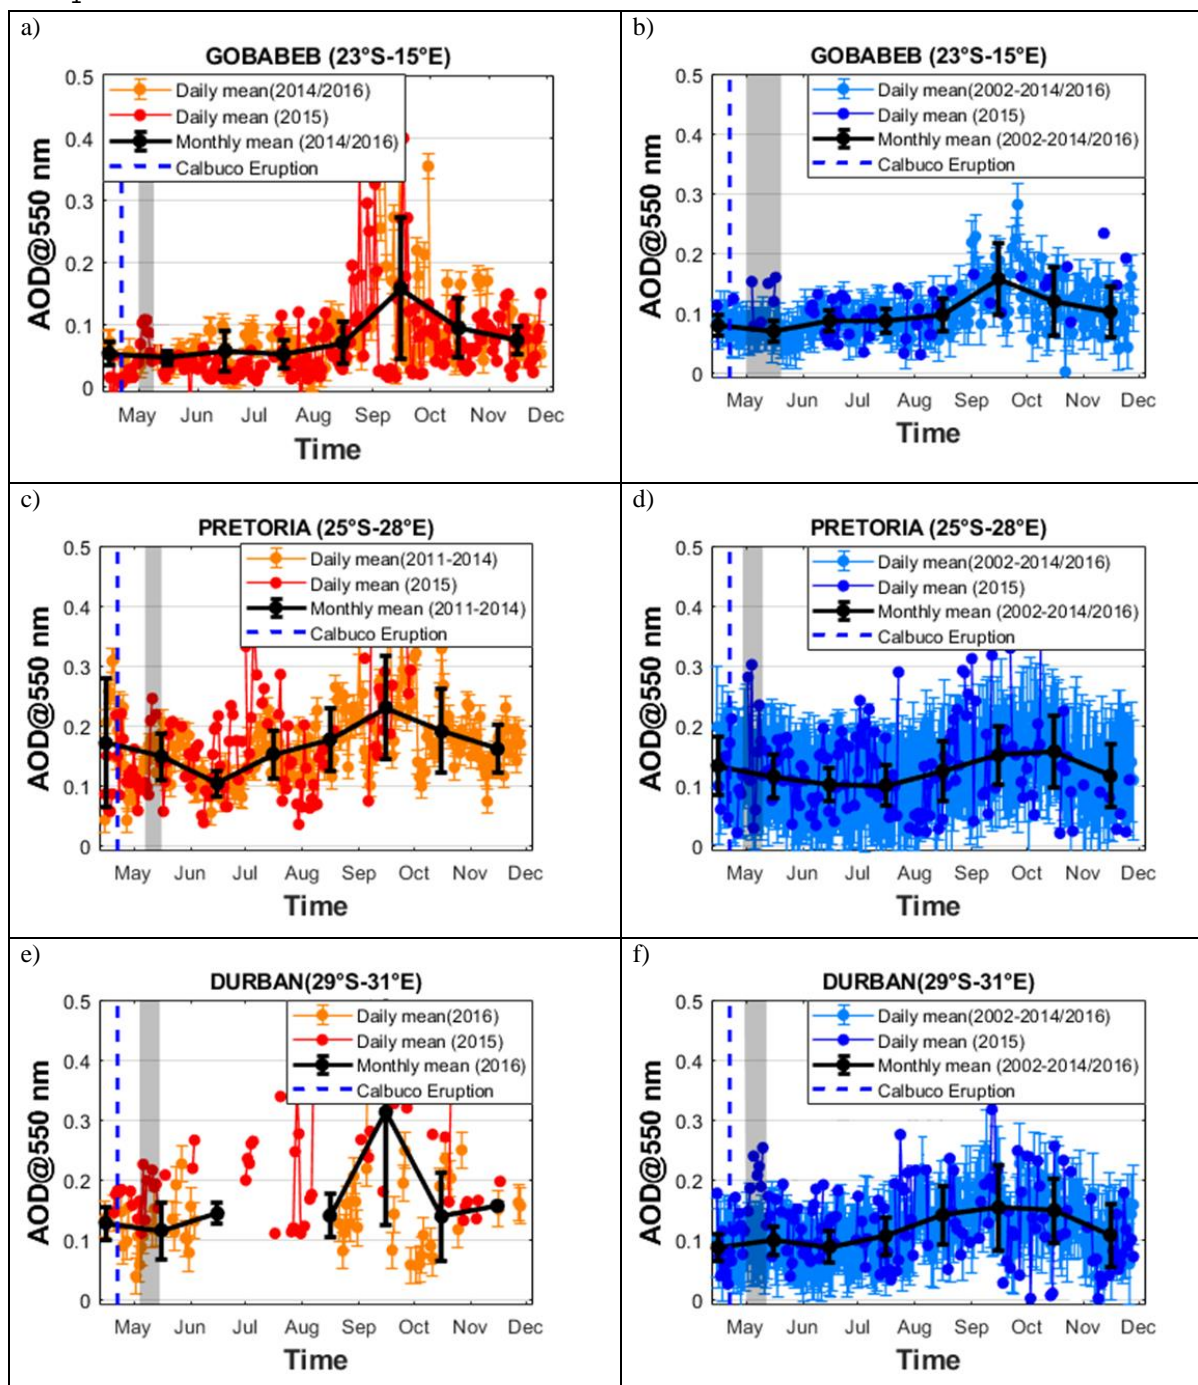 a)
GOBABEB (23°S-15°E)
Daily mean(2014/2016)
Daily mean (2015)
Monthly mean (2014/2016)
Calbuco Eruption
AOD@550 nm
0.5
0.4
0.3
0.2
0.1
0
May Jun Jul Aug Sep Oct Nov Dec
Time
b)
GOBABEB (23°S-15°E)
Daily mean(2002-2014/2016)
Daily mean (2015)
Monthly mean (2002-2014/2016)
Calbuco Eruption
AOD@550 nm
0.5
0.4
0.3
0.2
0.1
0
May Jun Jul Aug Sep Oct Nov Dec
Time
c)
PRETORIA (25°S-28°E)
Daily mean(2011-2014)
Daily mean (2015)
Monthly mean (2011-2014)
Calbuco Eruption
AOD@550 nm
0.5
0.4
0.3
0.2
0.1
0
May Jun Jul Aug Sep Oct Nov Dec
Time
d)
PRETORIA (25°S-28°E)
Daily mean(2002-2014/2016)
Daily mean (2015)
Monthly mean (2002-2014/2016)
Calbuco Eruption
AOD@550 nm
0.5
0.4
0.3
0.2
0.1
0
May Jun Jul Aug Sep Oct Nov Dec
Time
e)
DURBAN(29°S-31°E)
Daily mean(2016)
Daily mean (2015)
Monthly mean (2016)
Calbuco Eruption
AOD@550 nm
0.5
0.4
0.3
0.2
0.1
0
May Jun Jul Aug Sep Oct Nov Dec
Time
f)
DURBAN (29°S-31°E)
Daily mean(2002-2014/2016)
Daily mean (2015)
Monthly mean (2002-2014/2016)
Calbuco Eruption
AOD@550 nm
0.5
0.4
0.3
0.2
0.1
0
May Jun Jul Aug Sep Oct Nov Dec
Time